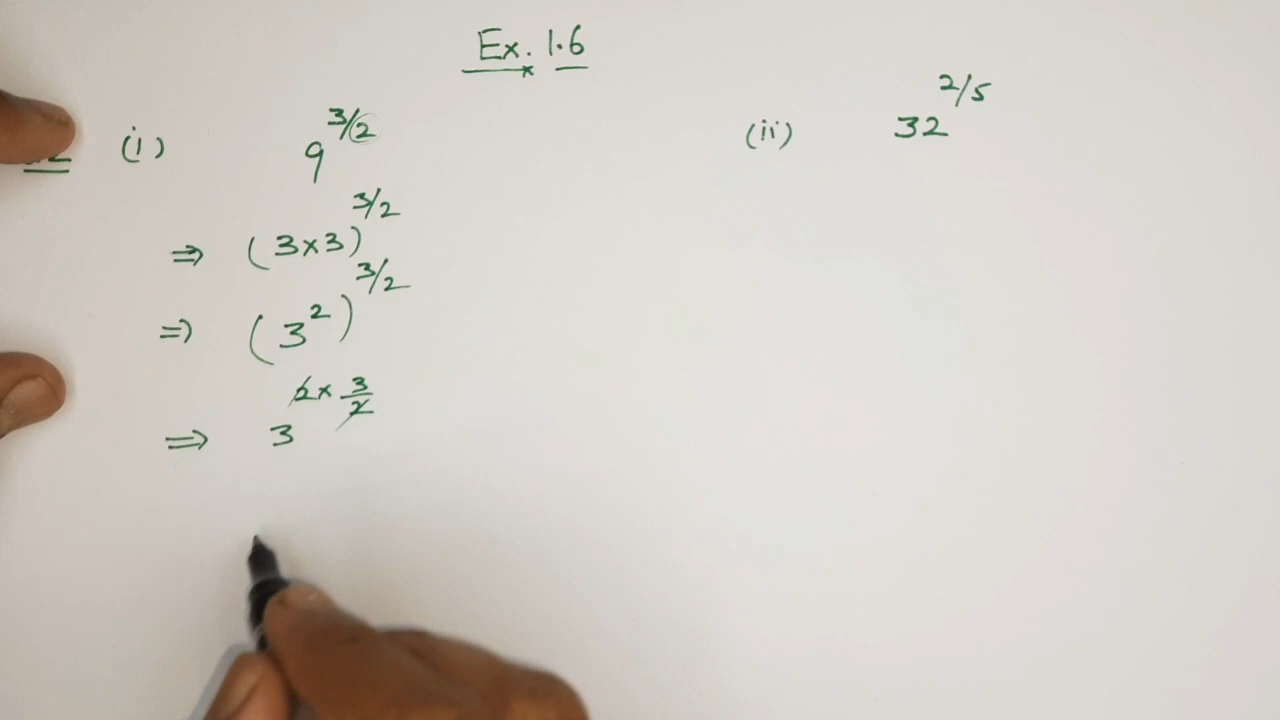 Ex. 1.6
(i) 9^{3/2}
⇒ (3×3)^{3/2}
⇒ (3^2)^{3/2}
⇒ 3^{2×\frac{3}{2}}
(ii) 32^{2/5}